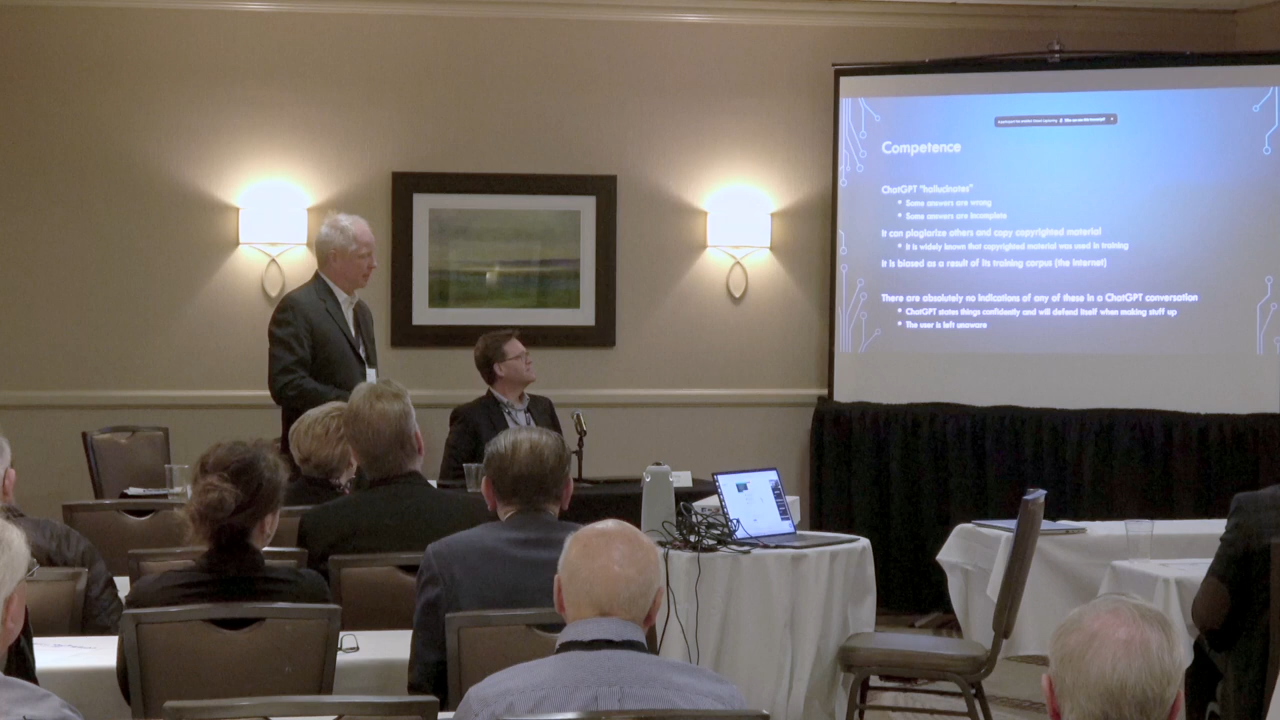 Competence
ChatGPT "hallucinates"
• Some answers are wrong
• Some answers are incomplete
It can plagiarize others and copy copyrighted material
• It is widely known that copyrighted material was used in training
It is biased as a result of its training corpus (the internet)
There are absolutely no indications of any of these in a ChatGPT conversation
• ChatGPT states things confidently and will defend itself when making stuff up
• The user is left unaware